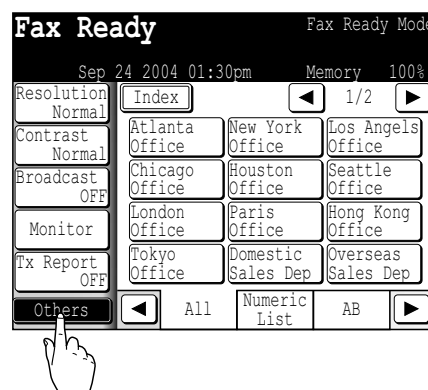 Fax Ready
Fax Ready Mode
Sep 24 2004 01:30pm Memory 100%
Resolution
Normal
Contrast
Normal
Broadcast
OFF
Monitor
Tx Report
OFF
Others
Index
1/2
Atlanta
Office
New York
Office
Los Angels
Office
Chicago
Office
Houston
Office
Seattle
Office
London
Office
Paris
Office
Hong Kong
Office
Tokyo
Office
Domestic
Sales Dep
Overseas
Sales Dep
All
Numeric
List
AB